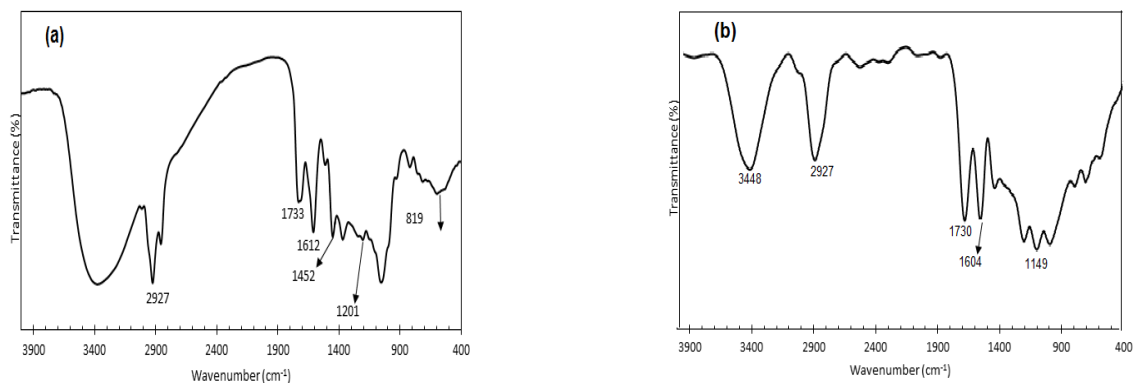 (a)
Transmittance (%)
2927
1733
1612
1452
1201
819
3900 3400 2900 2400 1900 1400 900 400
Wavenumber (cm-1)
(b)
Transmittance (%)
3448
2927
1730
1604
1149
3900 3400 2900 2400 1900 1400 900 400
Wavenumber (cm-1)